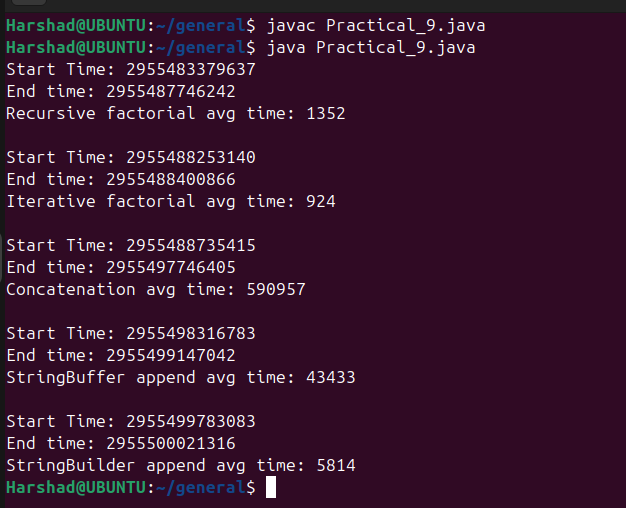 Harshad@UBUNTU:~/general$ javac Practical_9.java
Harshad@UBUNTU:~/general$ java Practical_9.java
Start Time: 2955483379637
End time: 2955487746242
Recursive factorial avg time: 1352

Start Time: 2955488253140
End time: 2955488400866
Iterative factorial avg time: 924

Start Time: 2955488735415
End time: 2955497746405
Concatenation avg time: 590957

Start Time: 2955498316783
End time: 2955499147042
StringBuffer append avg time: 43433

Start Time: 2955499783083
End time: 2955500021316
StringBuilder append avg time: 5814
Harshad@UBUNTU:~/general$